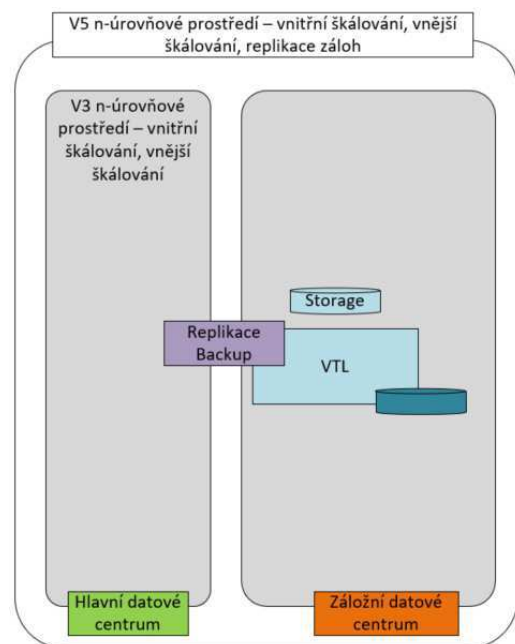 V5 n-úrovňové prostředí – vnitřní škálování, vnější
škálování, replikace záloh
V3 n-úrovňové
prostředí – vnitřní
škálování, vnější
škálování
Storage
Replikace
Backup
VTL
Hlavní datové
centrum
Záložní datové
centrum